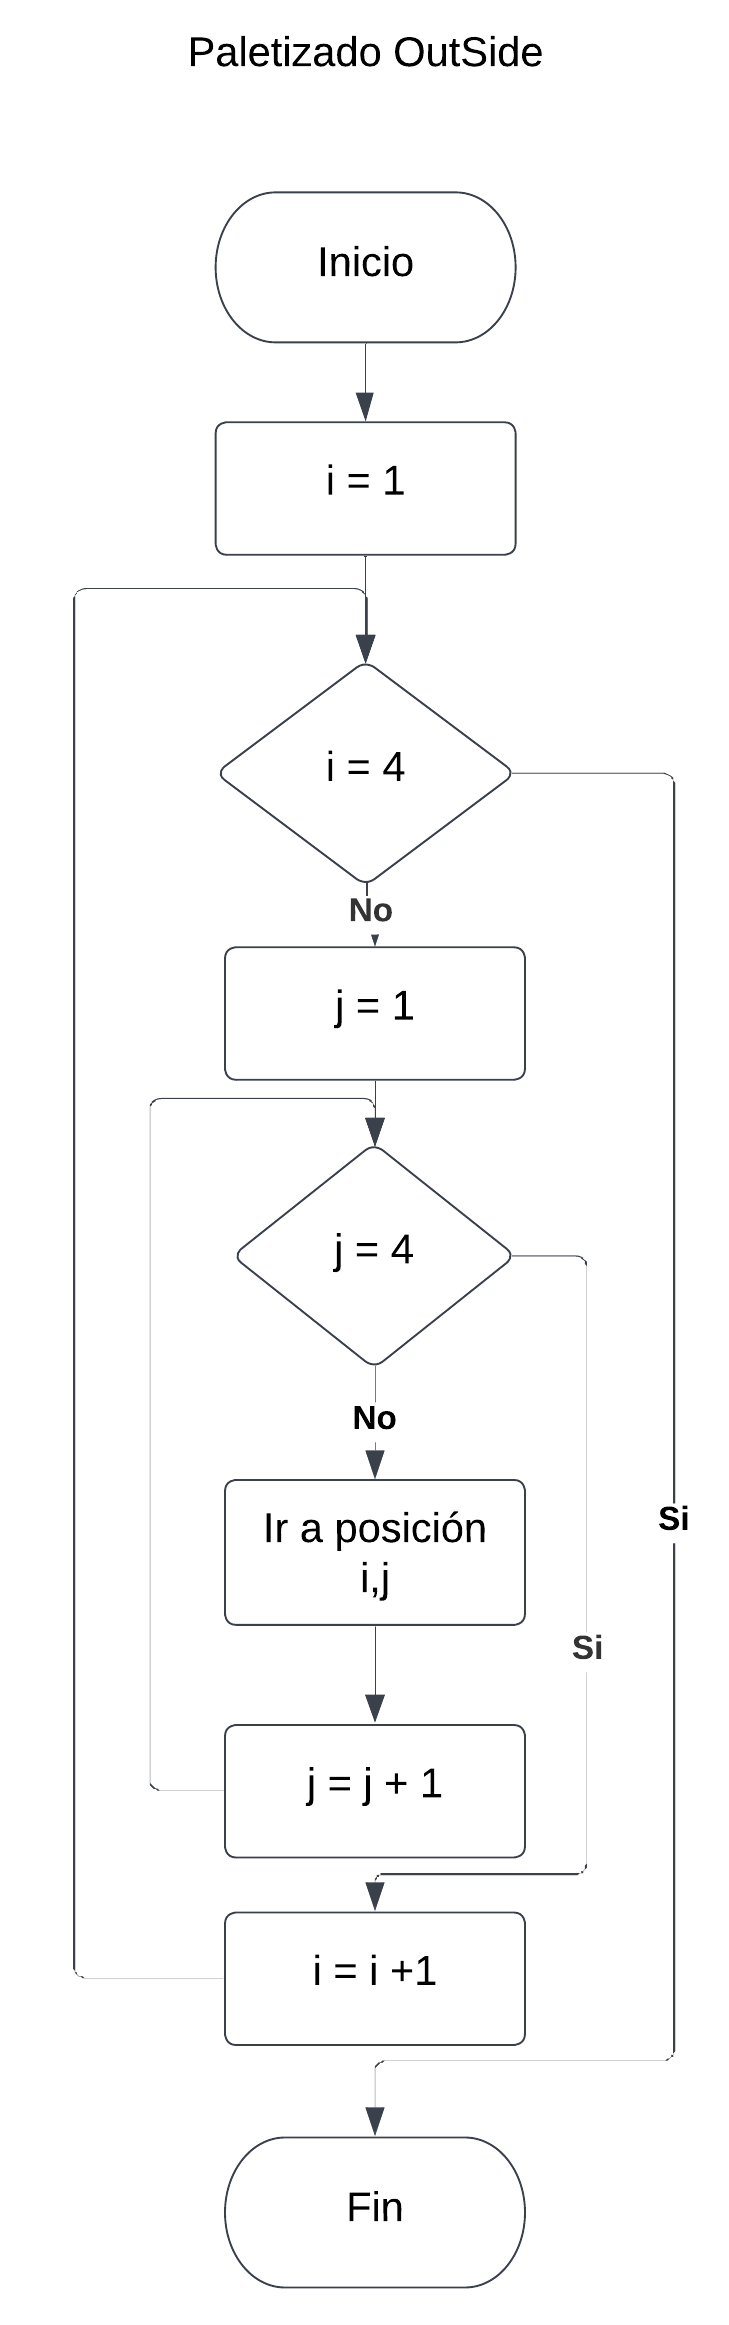 Paletizado OutSide
Inicio
i = 1
i = 4
No
j = 1
j = 4
No
Ir a posición
i,j
Si
Si
j = j + 1
i = i +1
Fin